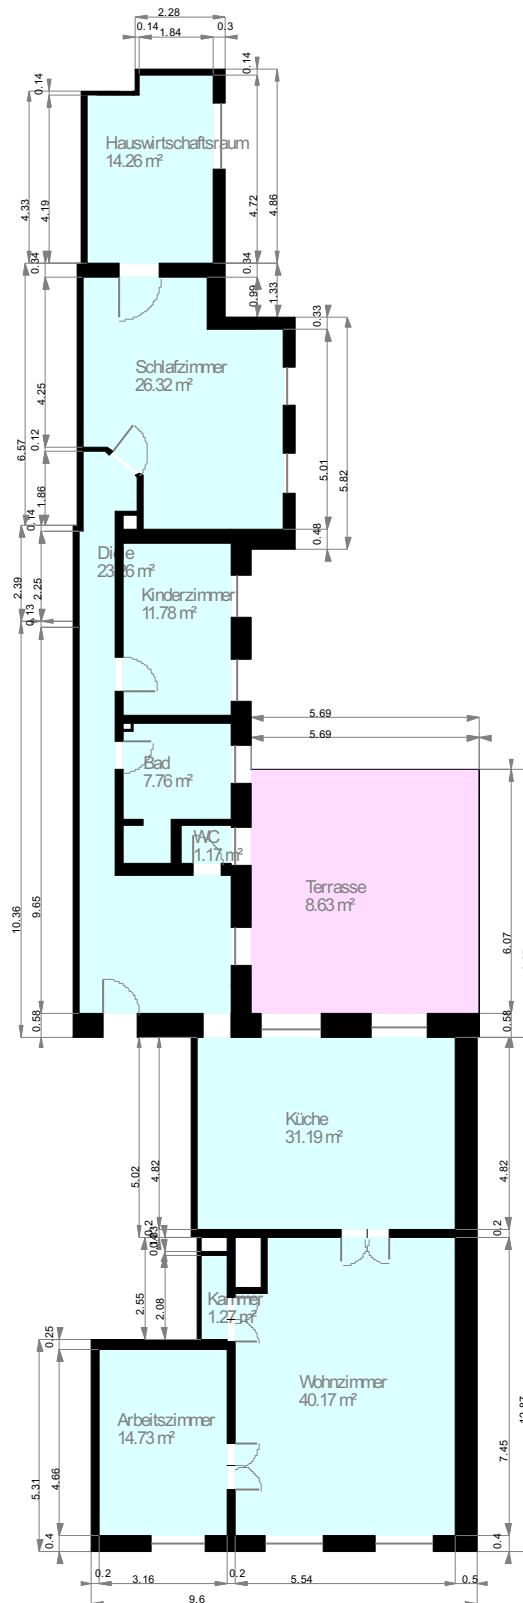 2.28
0.14
1.84
0.3
0.14
0.14
Hauswirtschaftsraum
14.26 m²
4.33
4.19
4.72
4.86
0.34
0.34
0.99
1.33
0.33
Schlafzimmer
26.32 m²
4.25
6.57
0.12
5.01
5.82
1.86
0.14
0.48
Diele
23.26 m²
2.39
2.25
Kinderzimmer
11.78 m²
0.13
5.69
5.69
Bad
7.76 m²
WC
1.17 m²
Terrasse
8.63 m²
10.36
9.65
6.07
0.58
0.58
Küche
31.19 m²
5.02
4.82
4.82
0.2
0.2
2.55
2.08
Kammer
1.27 m²
0.25
Wohnzimmer
40.17 m²
Arbeitszimmer
14.73 m²
5.31
4.66
7.45
0.4
0.4
0.2
3.16
0.2
5.54
0.5
9.6